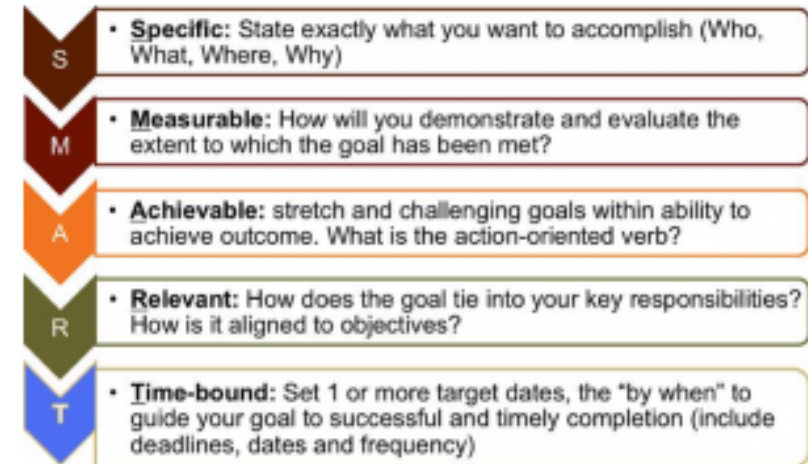 S
• Specific: State exactly what you want to accomplish (Who,
What, Where, Why)
M
• Measurable: How will you demonstrate and evaluate the
extent to which the goal has been met?
A
• Achievable: stretch and challenging goals within ability to
achieve outcome. What is the action-oriented verb?
R
• Relevant: How does the goal tie into your key responsibilities?
How is it aligned to objectives?
T
• Time-bound: Set 1 or more target dates, the “by when” to
guide your goal to successful and timely completion (include
deadlines, dates and frequency)